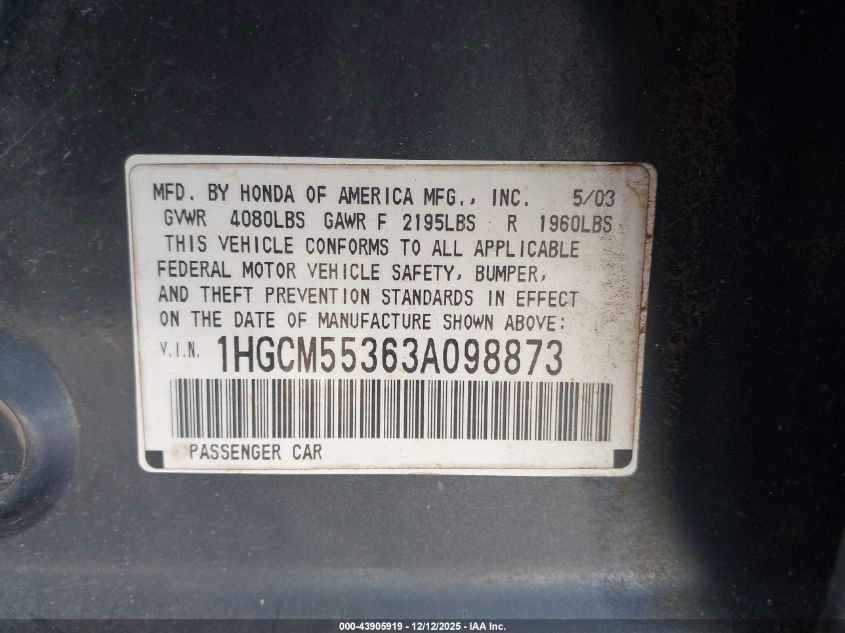 MFD. BY HONDA OF AMERICA MFG., INC. 5/03
GVWR 4080LBS GAWR F 2195LBS R 1960LBS
THIS VEHICLE CONFORMS TO ALL APPLICABLE
FEDERAL MOTOR VEHICLE SAFETY, BUMPER,
AND THEFT PREVENTION STANDARDS IN EFFECT
ON THE DATE OF MANUFACTURE SHOWN ABOVE:
V.I.N. 1HGCM55363A098873
PASSENGER CAR
000-43905919 - 12/12/2025 - IAA Inc.